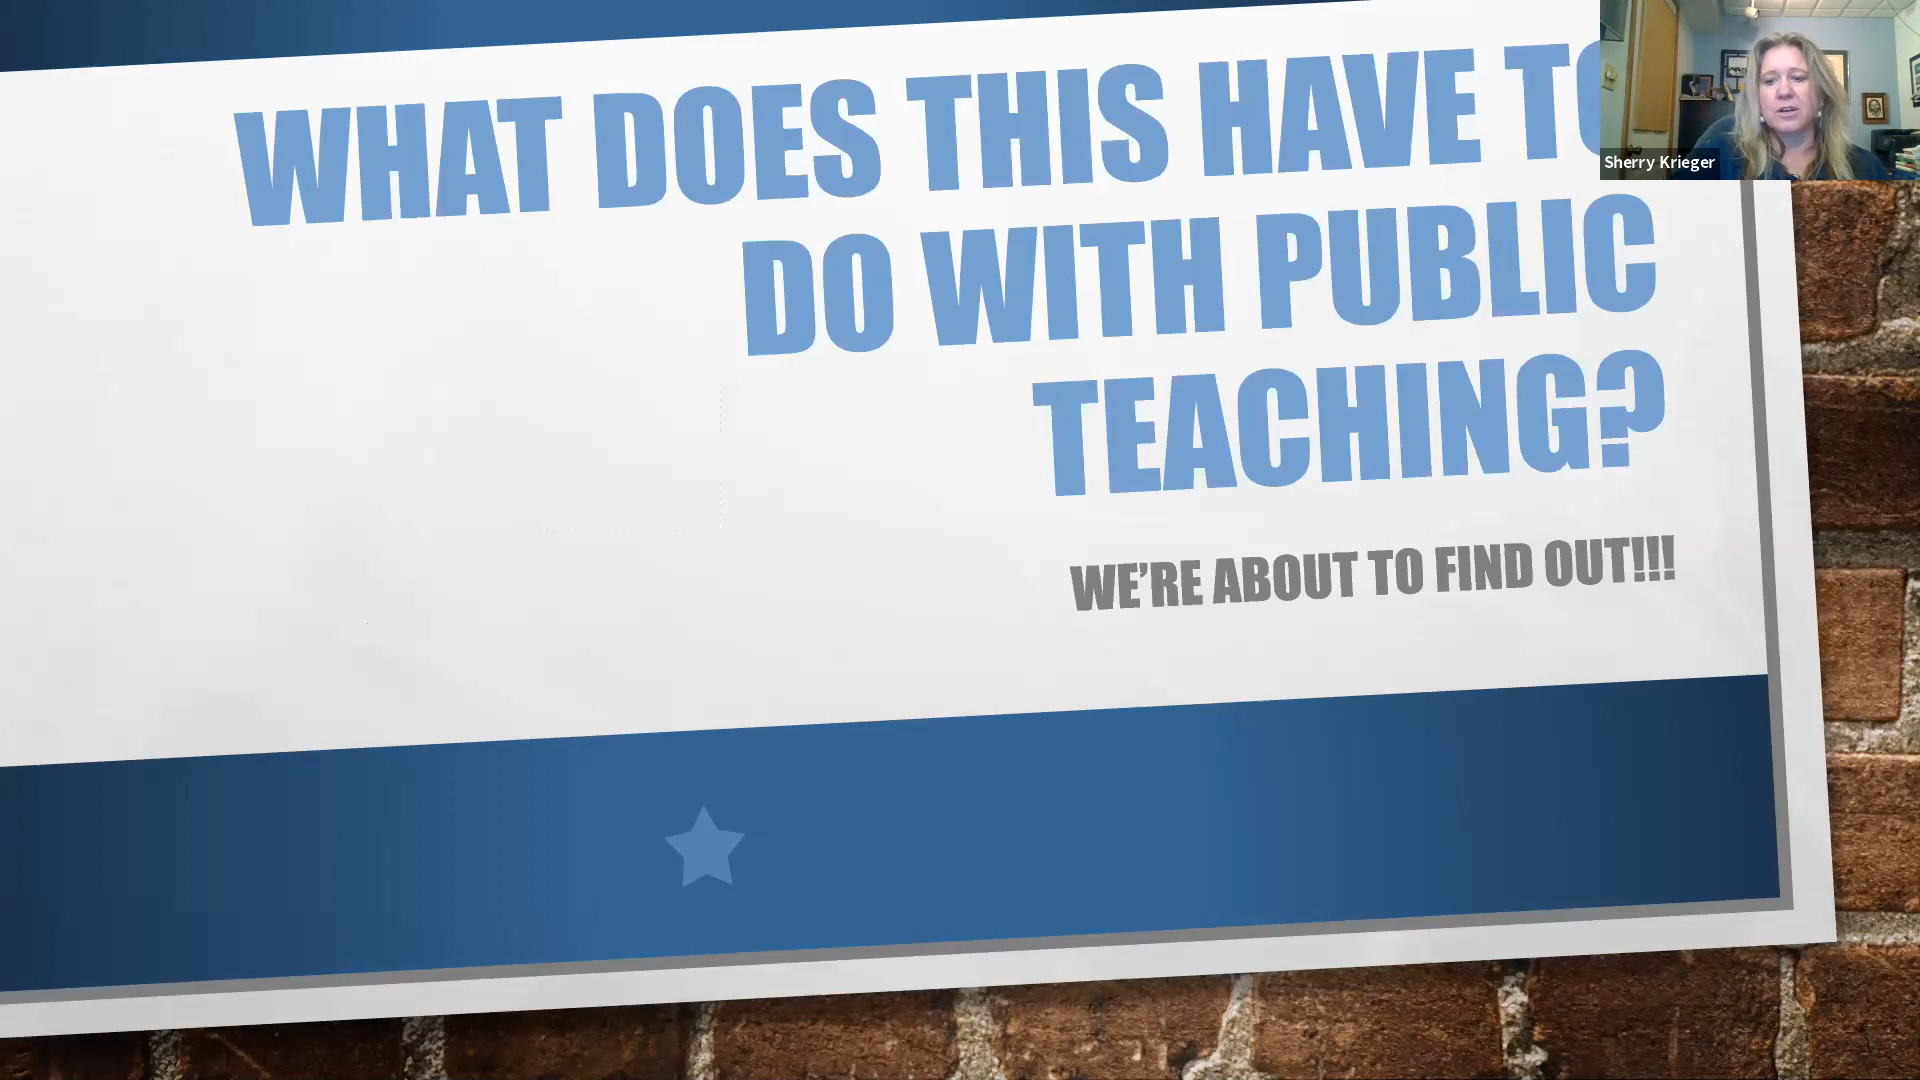 WHAT DOES THIS HAVE TO
DO WITH PUBLIC
TEACHING?
WE'RE ABOUT TO FIND OUT!!!
Sherry Krieger